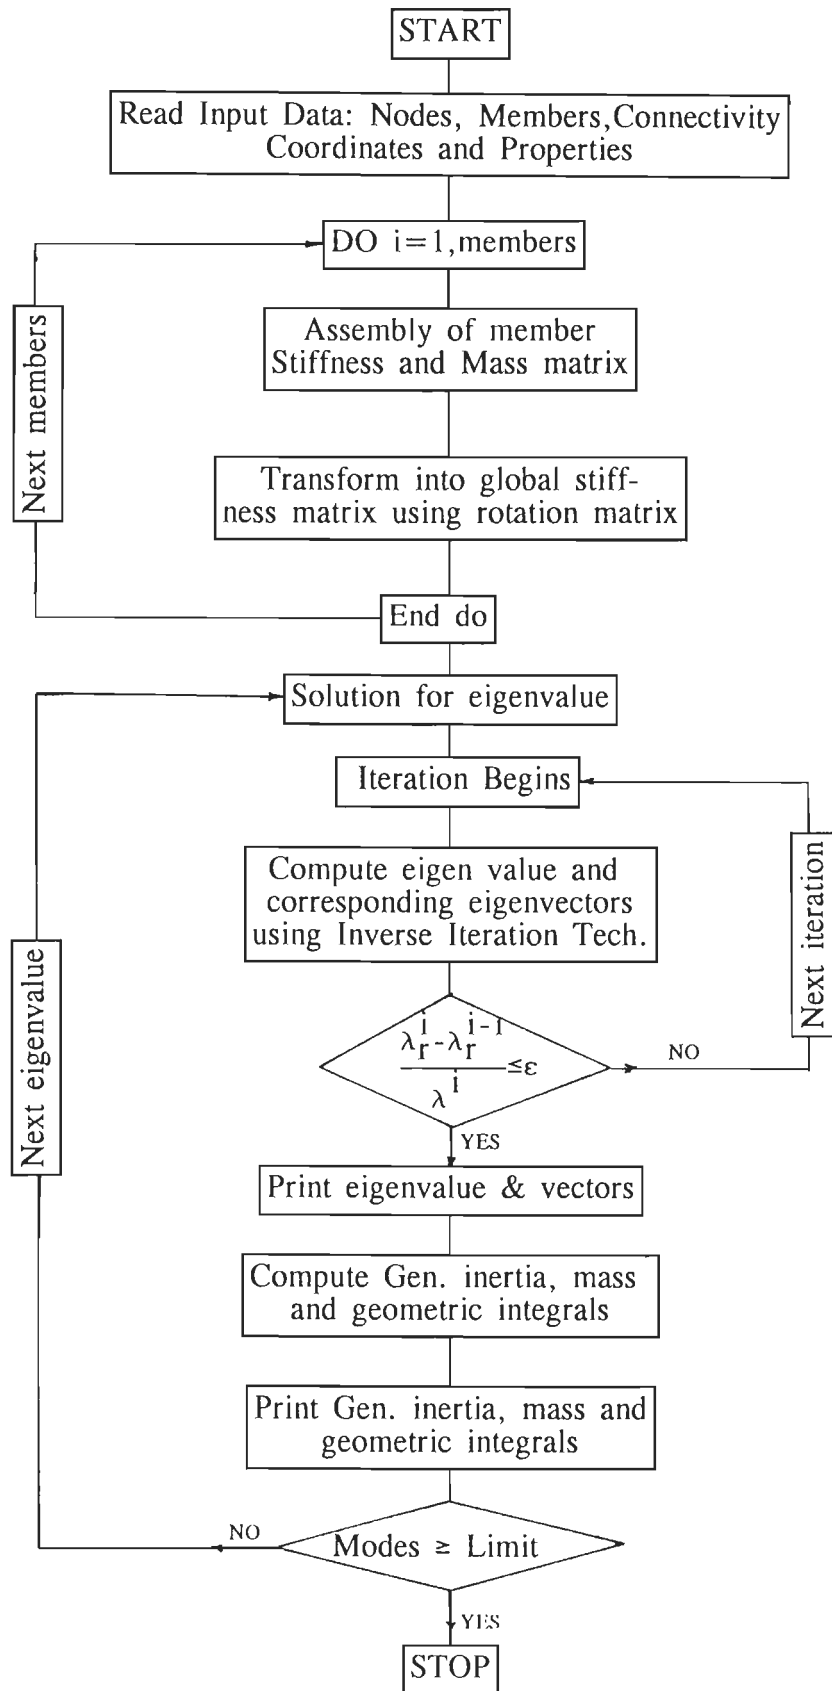 START
Read Input Data: Nodes, Members,Connectivity
Coordinates and Properties
DO i=1,members
Next members
Assembly of member
Stiffness and Mass matrix
Transform into global stiff-
ness matrix using rotation matrix
End do
Solution for eigenvalue
Iteration Begins
Next iteration
Compute eigen value and
corresponding eigenvectors
using Inverse Iteration Tech.
Next eigenvalue
λ_r^i - λ_r^{i-1}
λ^i
≤ε
NO
YES
Print eigenvalue & vectors
Compute Gen. inertia, mass
and geometric integrals
Print Gen. inertia, mass and
geometric integrals
NO
Modes ≥ Limit
YES
STOP